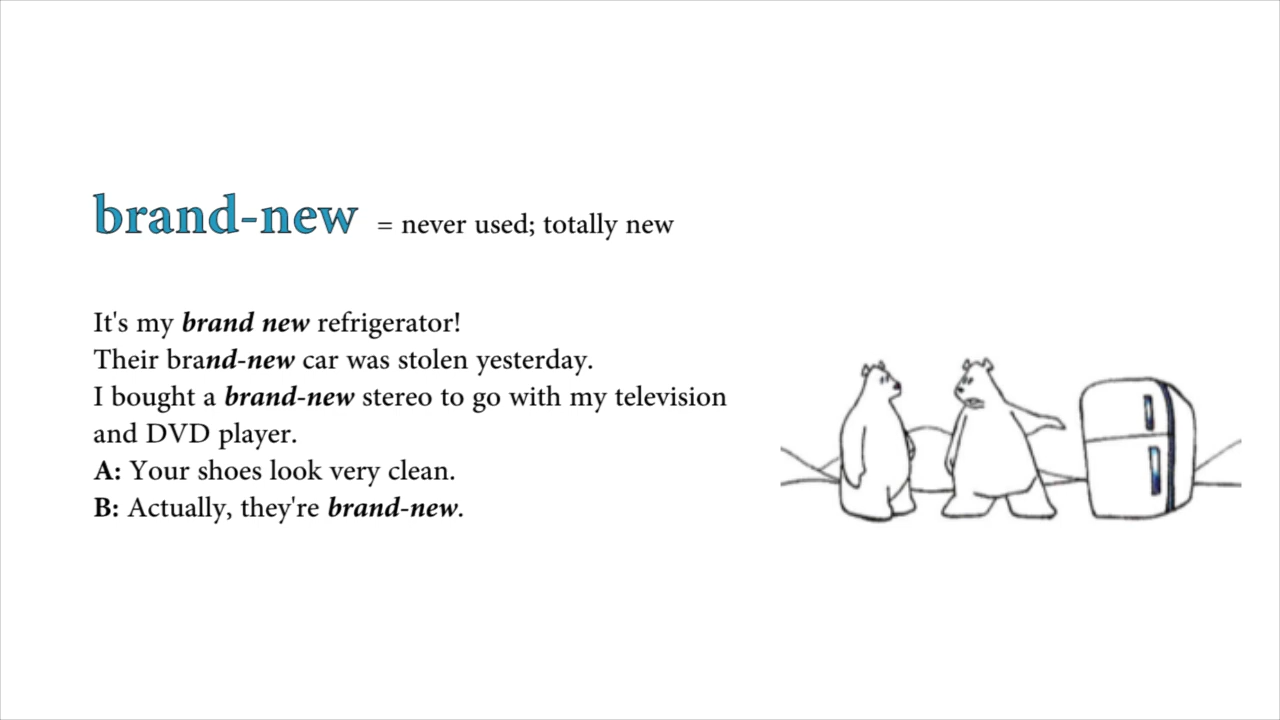 brand-new = never used; totally new
It's my brand new refrigerator!
Their brand-new car was stolen yesterday.
I bought a brand-new stereo to go with my television
and DVD player.
A: Your shoes look very clean.
B: Actually, they're brand-new.